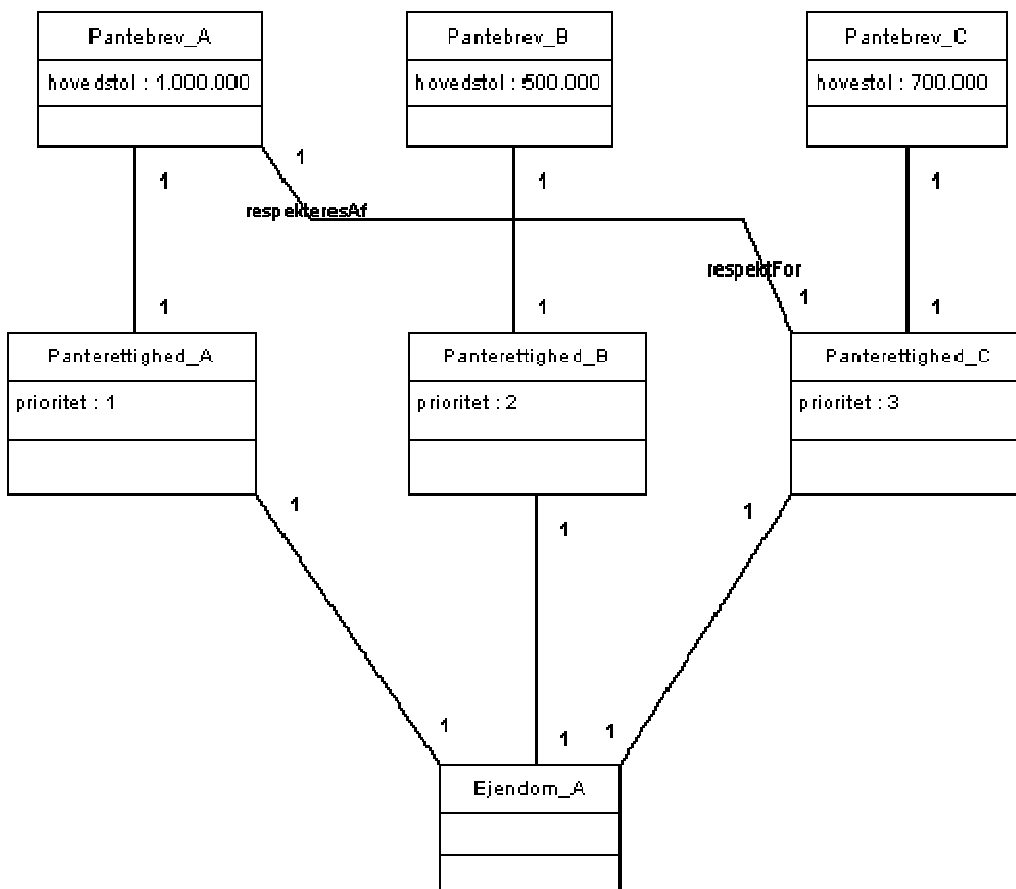 Pantebrev_A
Pantebrev_B
Pantebrev_C
hovedstol : 1.000.000
hovedstol : 500.000
hovestol : 700.000
1
1
1
1
respekteresAf
respektFor
1
1
1
1
Panterettighed_A
Panterettighed_B
Panterettighed_C
prioritet : 1
prioritet : 2
prioritet : 3
1
1
1
1
1
1
Ejendom_A